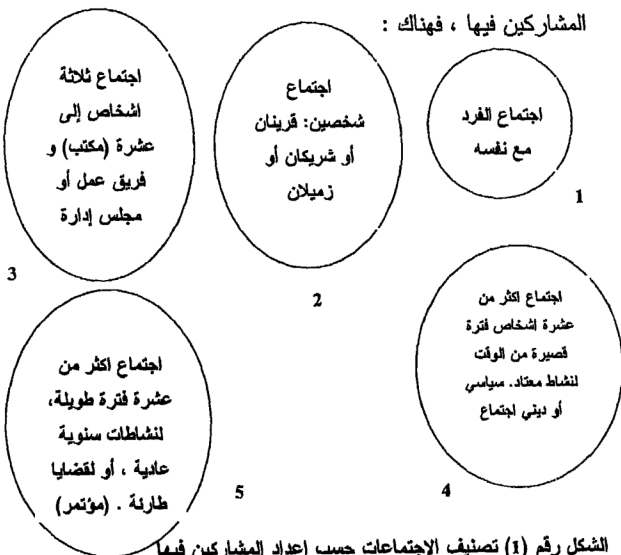 المشاركين فيها ، فهناك :
اجتماع الفرد
مع نفسه
1
اجتماع
شخصين: قرينان
أو شريكان أو
زميلان
2
اجتماع ثلاثة
اشخاص إلى
عشرة (مكتب) و
فريق عمل أو
مجلس إدارة
3
اجتماع اكثر من
عشرة اشخاص فترة
قصيرة من الوقت
لنشاط معتاد. سياسي
أو ديني اجتماع
4
اجتماع اكثر من
عشرة فترة طويلة،
لنشاطات سنوية
عادية ، أو لقضايا
طارئة . (مؤتمر)
5
الشكل رقم (1) تصنيف الاجتماعات حسب اعداد المشاركين فيها